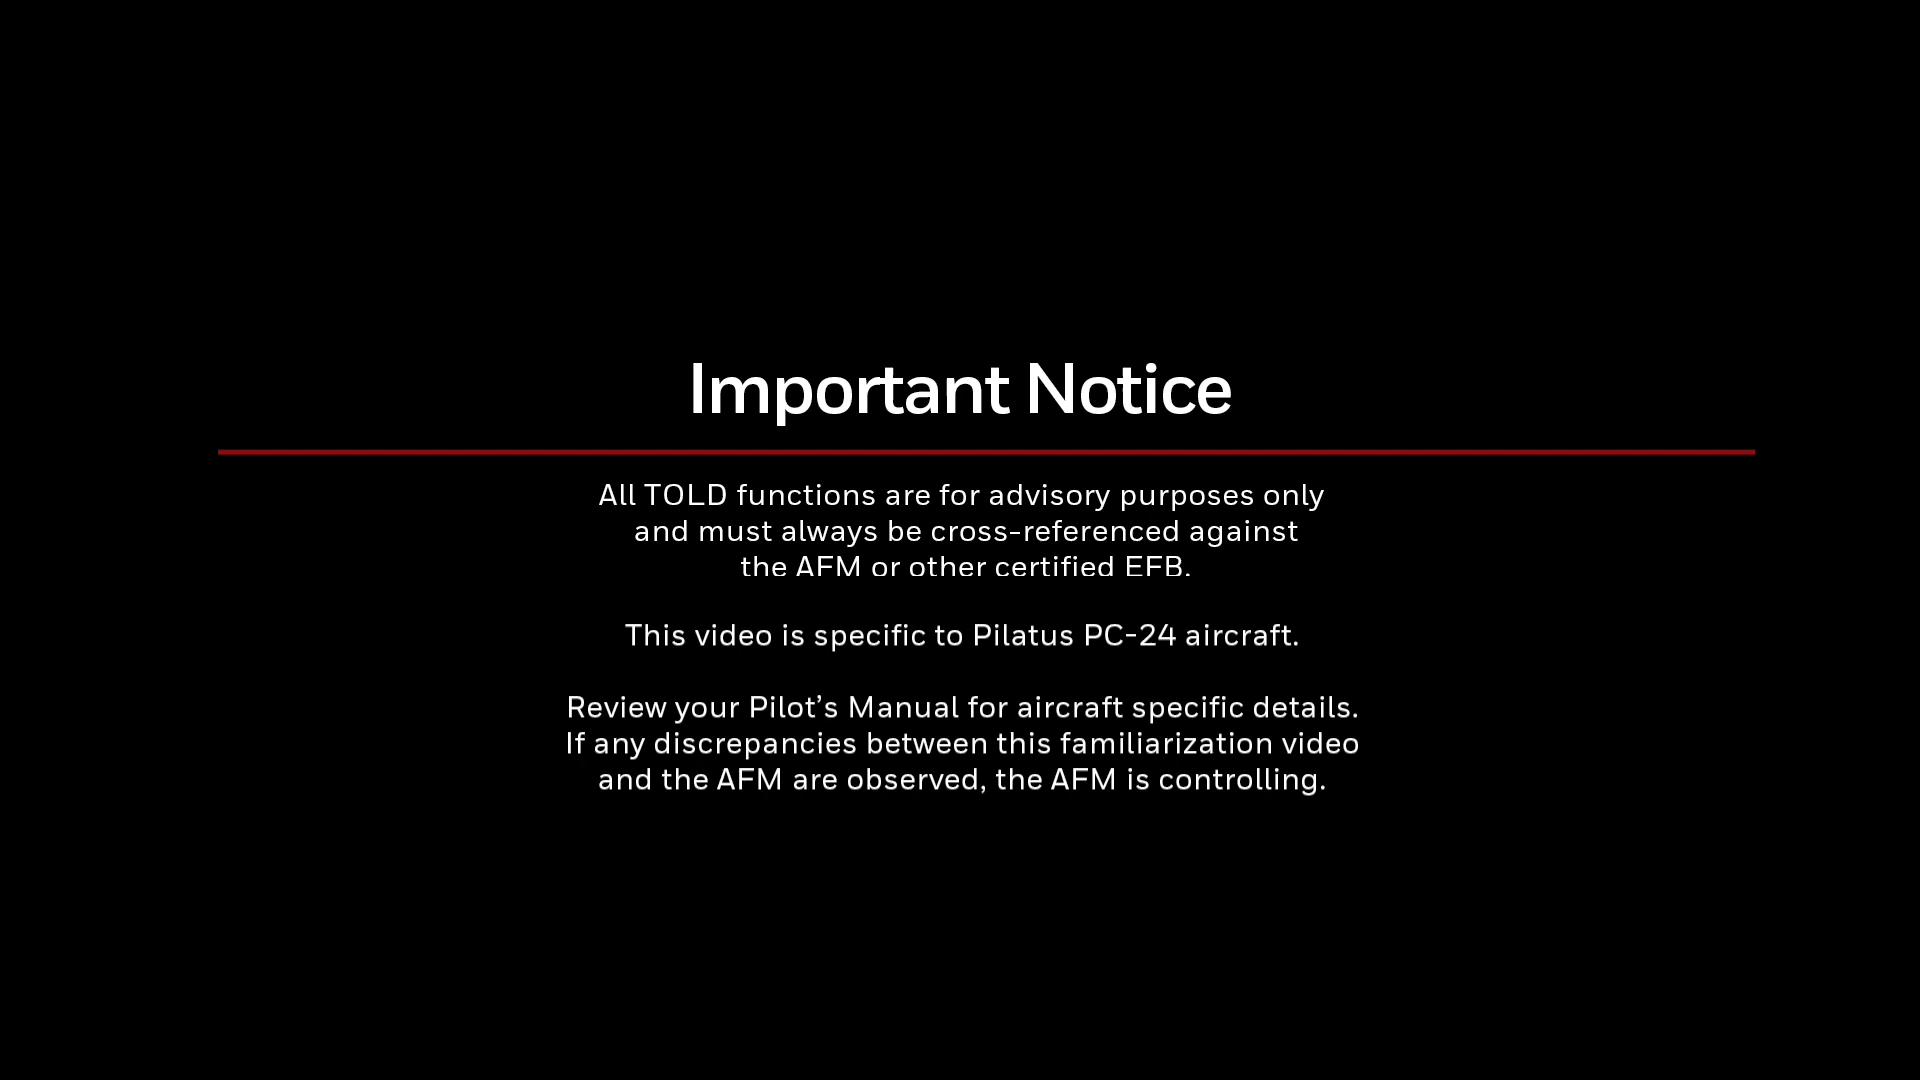 Important Notice
All TOLD functions are for advisory purposes only
and must always be cross-referenced against
the AFM or other certified EFB.
This video is specific to Pilatus PC-24 aircraft.
Review your Pilot’s Manual for aircraft specific details.
If any discrepancies between this familiarization video
and the AFM are observed, the AFM is controlling.